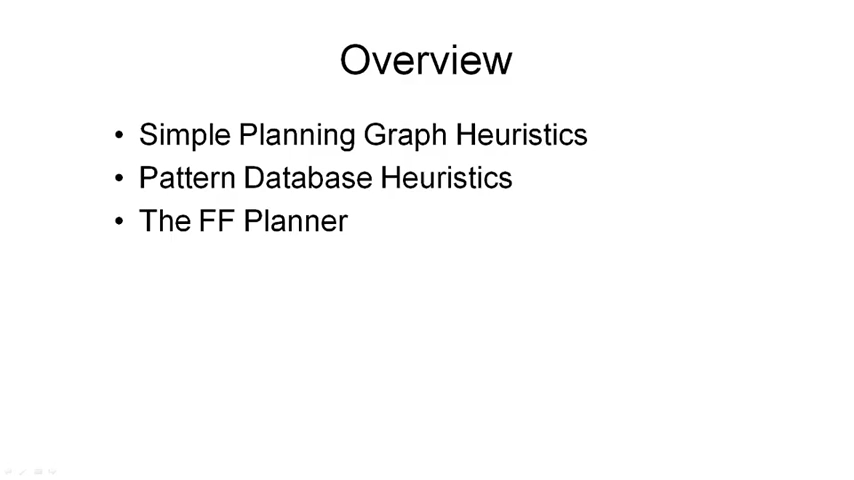 Overview
• Simple Planning Graph Heuristics
• Pattern Database Heuristics
• The FF Planner